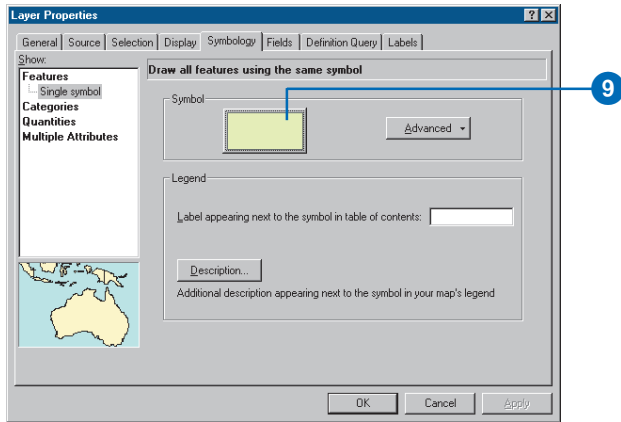 Layer Properties
General Source Selection Display Symbology Fields Definition Query Labels
Show:
Features
Single symbol
Categories
Quantities
Multiple Attributes
Draw all features using the same symbol
Symbol
Advanced
9
Legend
Label appearing next to the symbol in table of contents:
Description...
Additional description appearing next to the symbol in your map's legend
OK Cancel Apply